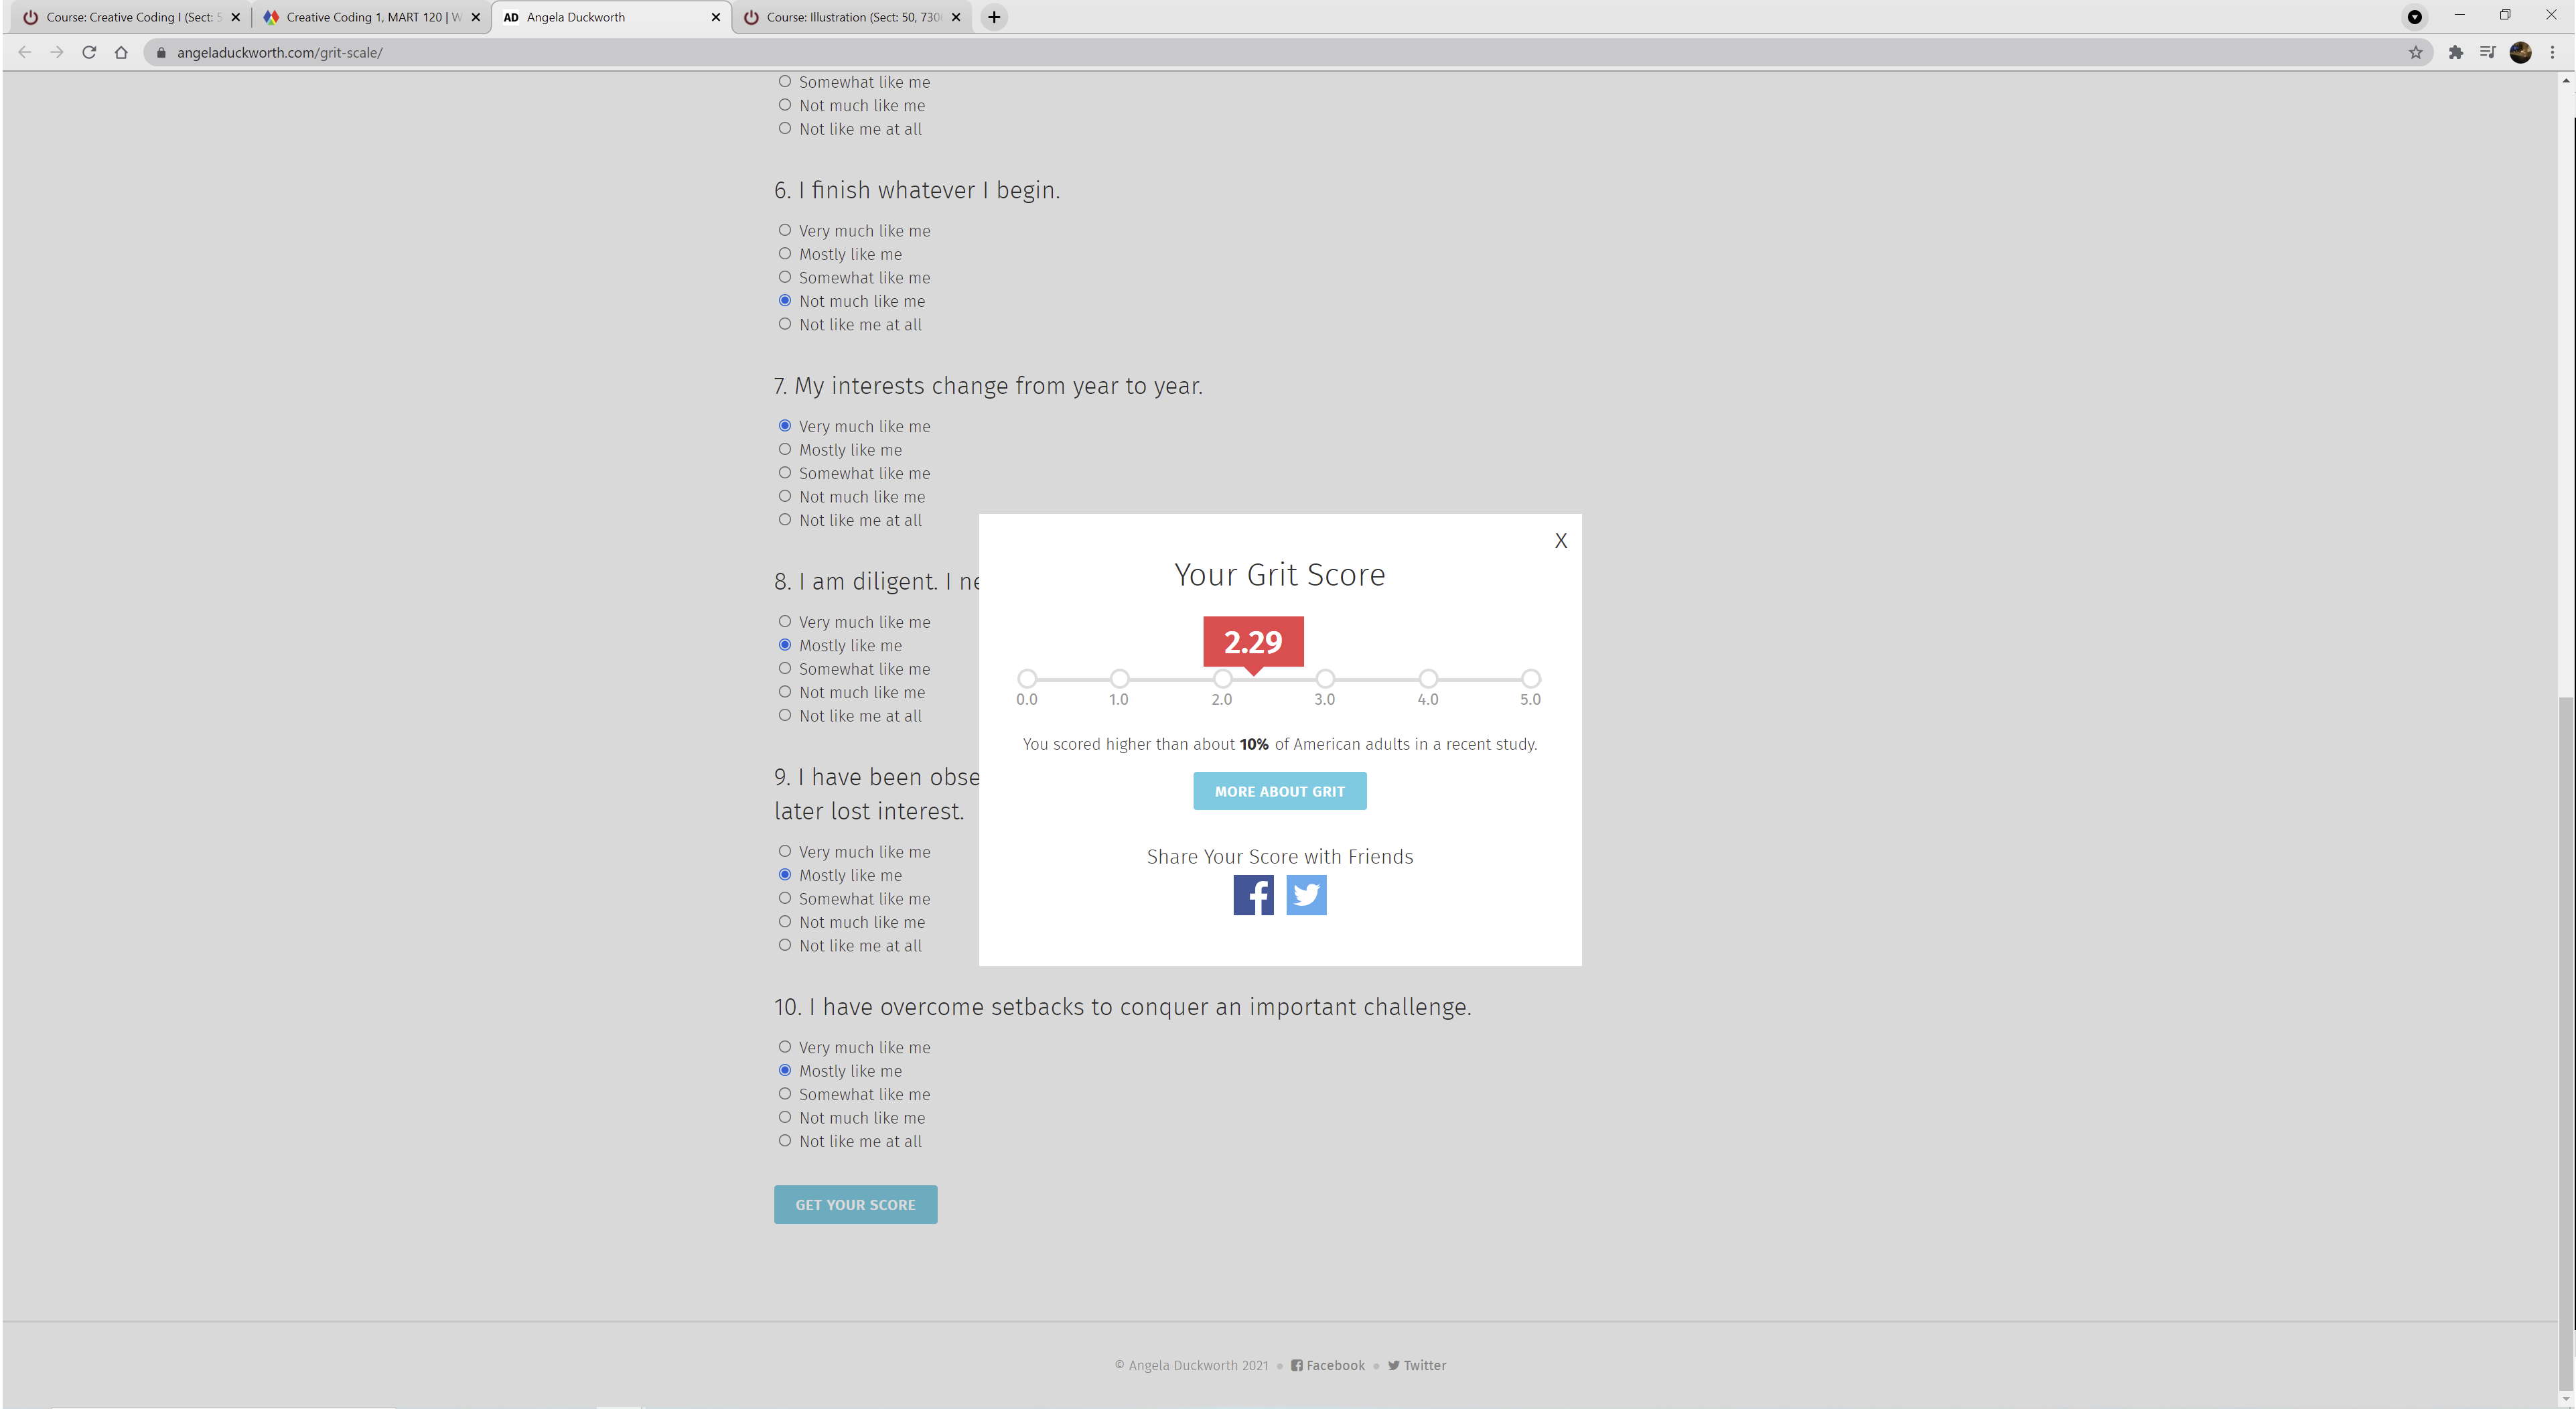 Course: Creative Coding I (Sect:
Creative Coding 1, MART 120 | W
Angela Duckworth
Course: Illustration (Sect: 50, 730
angeladuckworth.com/grit-scale/
Somewhat like me
Not much like me
Not like me at all
6. I finish whatever I begin.
Very much like me
Mostly like me
Somewhat like me
Not much like me
Not like me at all
7. My interests change from year to year.
Very much like me
Mostly like me
Somewhat like me
Not much like me
Not like me at all
8. I am diligent. I ne
Very much like me
Mostly like me
Somewhat like me
Not much like me
Not like me at all
9. I have been obse
later lost interest.
Very much like me
Mostly like me
Somewhat like me
Not much like me
Not like me at all
X
Your Grit Score
2.29
0.0 1.0 2.0 3.0 4.0 5.0
You scored higher than about 10% of American adults in a recent study.
MORE ABOUT GRIT
Share Your Score with Friends
10. I have overcome setbacks to conquer an important challenge.
Very much like me
Mostly like me
Somewhat like me
Not much like me
Not like me at all
GET YOUR SCORE
© Angela Duckworth 2021 • Facebook • Twitter